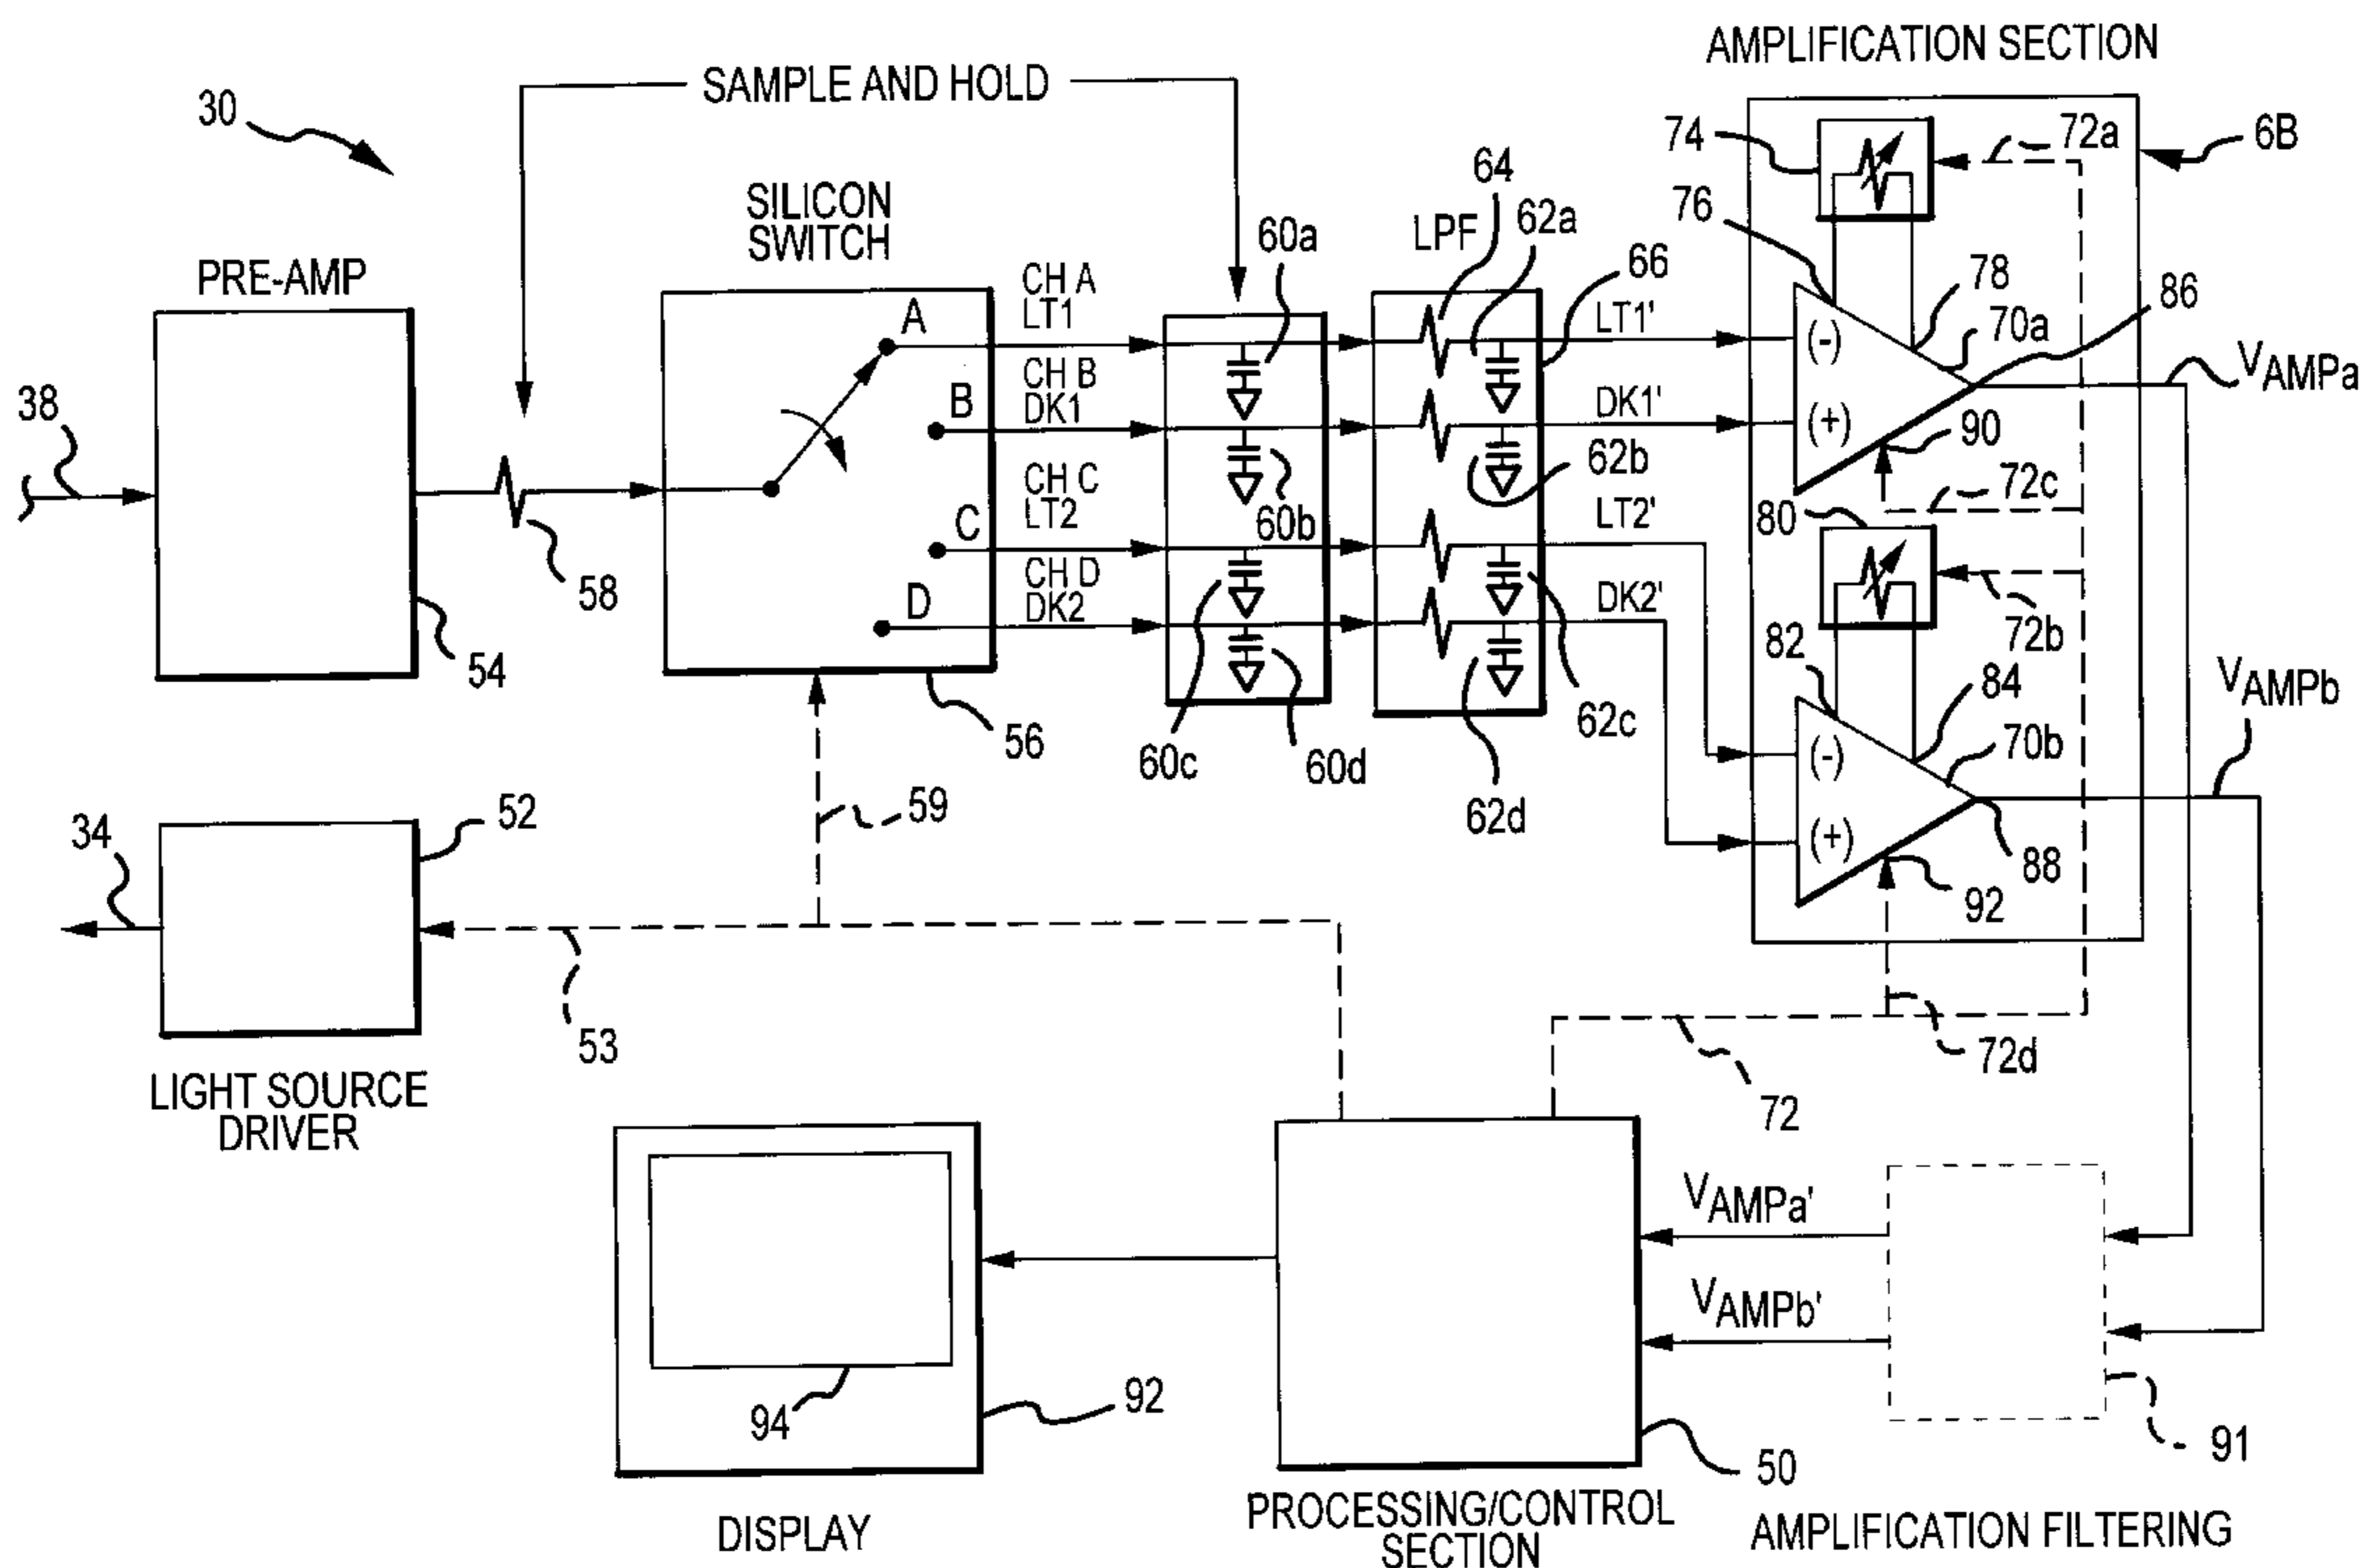 AMPLIFICATION SECTION
SAMPLE AND HOLD
30
74
72a
6B
64
SILICON
SWITCH
76
60a
LPF
62a
PRE-AMP
66
78
86
CH A
LT1
A
LT1'
(-)
70a
VAMPa
38
CH B
DK1
B
DK1'
(+)
90
62b
CH C
LT2
72c
C
60b
LT2'
80
58
CH D
DK2
D
DK2'
72b
54
82
84
VAMPb
56
60c
60d
62c
(-)
70b
59
62d
52
34
(+)
88
92
53
72d
LIGHT SOURCE
DRIVER
72
VAMPa'
VAMPb'
94
92
50
91
DISPLAY
PROCESSING/CONTROL
SECTION
AMPLIFICATION FILTERING